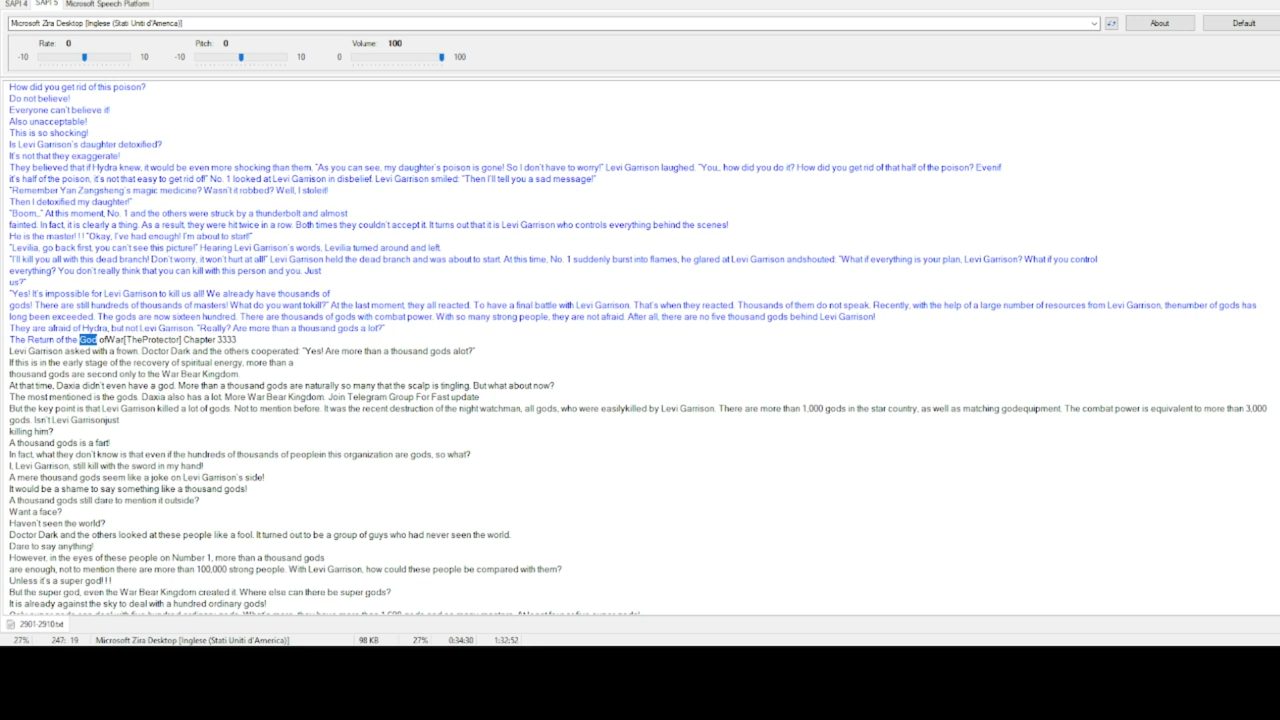 SAPI 4 SAPI 5 Microsoft Speech Platform
Microsoft Zira Desktop [Inglese (Stati Uniti d'America)] About Default
Rate: 0 Pitch: 0 Volume: 100
-10 10 -10 10 0 100
How did you get rid of this poison?
Do not believe!
Everyone can't believe it!
Also unacceptable!
This is so shocking!
Is Levi Garrison's daughter detoxified?
It's not that they exaggerate!
They believed that if Hydra knew, it would be even more shocking than them. "As you can see, my daughter's poison is gone! So I don't have to worry!" Levi Garrison laughed. "You.. how did you do it? How did you get rid of that half of the poison? Evenif
it's half of the poison, it's not that easy to get rid of!" No. 1 looked at Levi Garrison in disbelief. Levi Garrison smiled: "Then I'll tell you a sad message!"
"Remember Yan Zangsheng's magic medicine? Wasn't it robbed? Well, I stoleit!
Then I detoxified my daughter!"
"Boom..." At this moment, No. 1 and the others were struck by a thunderbolt and almost
fainted. In fact, it is clearly a thing. As a result, they were hit twice in a row. Both times they couldn't accept it. It turns out that it is Levi Garrison who controls everything behind the scenes!
He is the master! ! ! "Okay, I've had enough! I'm about to start!"
"Levilia, go back first, you can't see this picture!" Hearing Levi Garrison's words, Levilia turned around and left.
"I'll kill you all with this dead branch! Don't worry, it won't hurt at all!" Levi Garrison held the dead branch and was about to start. At this time, No. 1 suddenly burst into flames, he glared at Levi Garrison andshouted: "What if everything is your plan, Levi Garrison? What if you control
everything? You don't really think that you can kill with this person and you. Just
us?"
"Yes! It's impossible for Levi Garrison to kill us all! We already have thousands of
gods! There are still hundreds of thousands of masters! What do you want tokill?" At the last moment, they all reacted. To have a final battle with Levi Garrison. That's when they reacted. Thousands of them do not speak. Recently, with the help of a large number of resources from Levi Garrison, thenumber of gods has
long been exceeded. The gods are now sixteen hundred. There are thousands of gods with combat power. With so many strong people, they are not afraid. After all, there are no five thousand gods behind Levi Garrison!
They are afraid of Hydra, but not Levi Garrison. "Really? Are more than a thousand gods a lot?"
The Return of the God ofWar[TheProtector] Chapter 3333
Levi Garrison asked with a frown. Doctor Dark and the others cooperated: "Yes! Are more than a thousand gods alot?"
If this is in the early stage of the recovery of spiritual energy, more than a
thousand gods are second only to the War Bear Kingdom.
At that time, Daxia didn't even have a god. More than a thousand gods are naturally so many that the scalp is tingling. But what about now?
The most mentioned is the gods. Daxia also has a lot. More War Bear Kingdom. Join Telegram Group For Fast update
But the key point is that Levi Garrison killed a lot of gods. Not to mention before. It was the recent destruction of the night watchman, all gods, who were easilykilled by Levi Garrison. There are more than 1,000 gods in the star country, as well as matching godequipment. The combat power is equivalent to more than 3,000
gods. Isn't Levi Garrisonjust
killing him?
A thousand gods is a fart!
In fact, what they don't know is that even if the hundreds of thousands of peoplein this organization are gods, so what?
I, Levi Garrison, still kill with the sword in my hand!
A mere thousand gods seem like a joke on Levi Garrison's side!
It would be a shame to say something like a thousand gods!
A thousand gods still dare to mention it outside?
Want a face?
Haven't seen the world?
Doctor Dark and the others looked at these people like a fool. It turned out to be a group of guys who had never seen the world.
Dare to say anything!
However, in the eyes of these people on Number 1, more than a thousand gods
are enough, not to mention there are more than 100,000 strong people. With Levi Garrison, how could these people be compared with them?
Unless it's a super god! ! !
But the super god, even the War Bear Kingdom created it. Where else can there be super gods?
It is already against the sky to deal with a hundred ordinary gods!
2901-2910.txt
27% 247: 19 Microsoft Zira Desktop [Inglese (Stati Uniti d'America)] 98 KB 27% 0:34:30 1:32:52